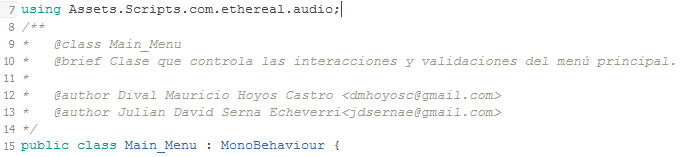 7 using Assets.Scripts.com.ethereal.audio;
8 /**
9 *   @class Main_Menu
10 *   @brief Clase que controla las interacciones y validaciones del menú principal.
11 *
12 *   @author Dival Mauricio Hoyos Castro <dmhoyosc@gmail.com>
13 *   @author Julian David Serna Echeverri<jdsernae@gmail.com>
14 */
15 public class Main_Menu : MonoBehaviour {